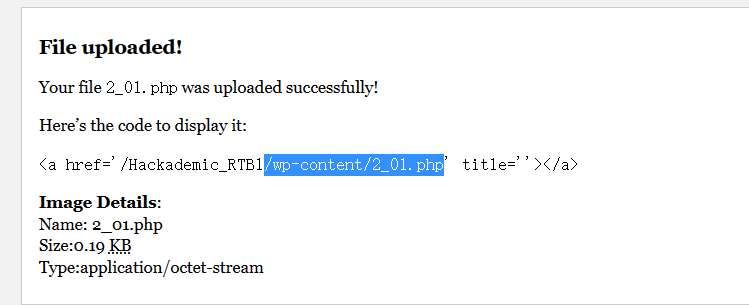 File uploaded!
Your file 2_01.php was uploaded successfully!
Here’s the code to display it:
<a href='/Hackademic_RTB1/wp-content/2_01.php' title=''></a>
Image Details:
Name: 2_01.php
Size:0.19 KB
Type:application/octet-stream